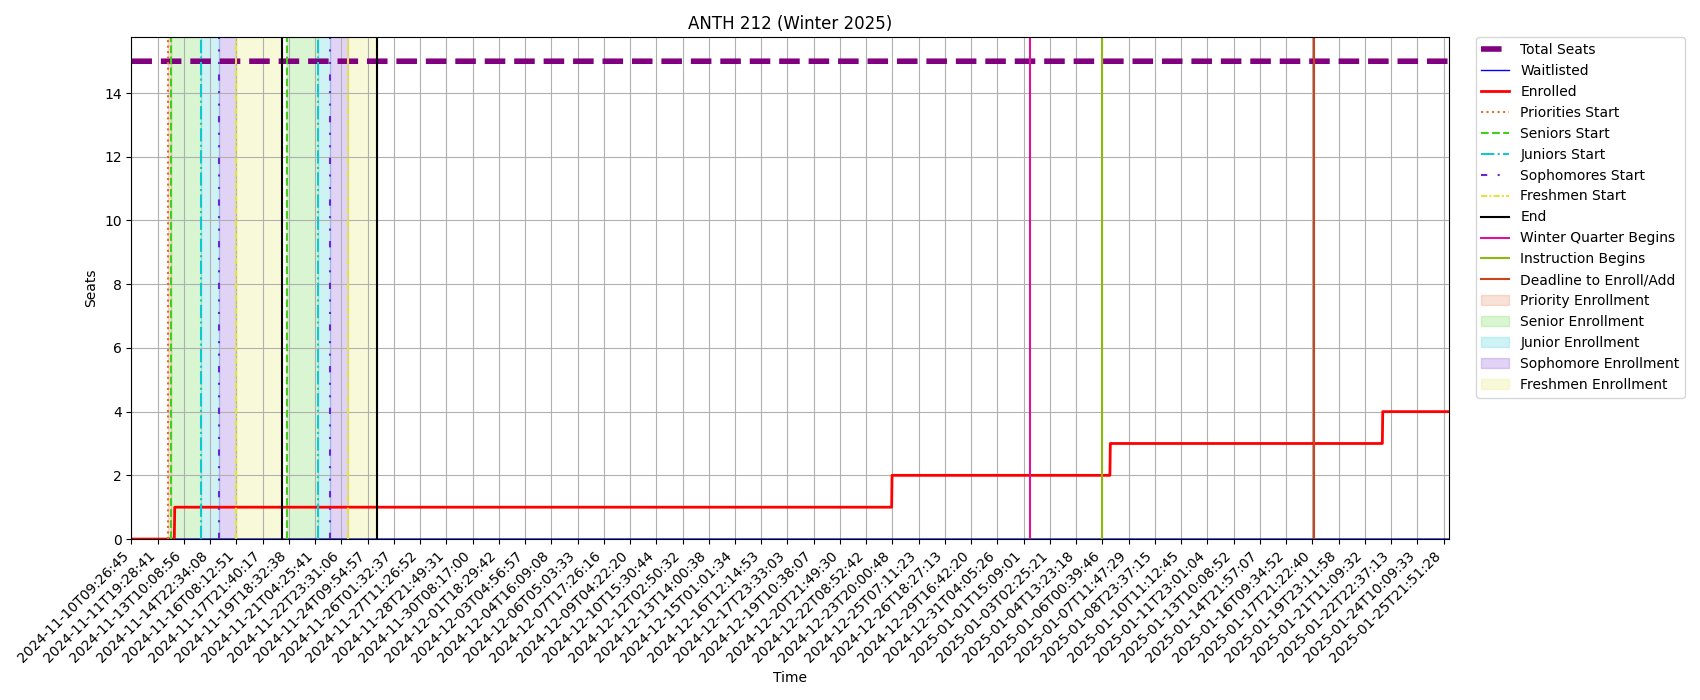 ANTH 212 (Winter 2025)
Seats
14
12
10
8
6
4
2
0
2024-11-10T09:26:45
2024-11-11T19:28:41
2024-11-13T10:08:56
2024-11-14T22:34:08
2024-11-16T08:12:51
2024-11-17T21:40:17
2024-11-19T18:32:38
2024-11-21T04:25:41
2024-11-22T23:31:06
2024-11-24T09:54:57
2024-11-26T01:32:37
2024-11-27T11:26:52
2024-11-28T21:49:31
2024-11-30T08:17:00
2024-12-01T18:29:42
2024-12-03T04:56:57
2024-12-04T16:09:08
2024-12-06T05:03:33
2024-12-07T17:26:16
2024-12-09T04:22:20
2024-12-10T15:30:44
2024-12-12T02:50:32
2024-12-13T14:00:38
2024-12-15T01:01:34
2024-12-16T12:14:53
2024-12-17T23:33:03
2024-12-19T10:38:07
2024-12-20T21:49:30
2024-12-22T08:52:42
2024-12-23T20:00:48
2024-12-25T07:11:23
2024-12-26T18:27:13
2024-12-29T16:42:20
2024-12-31T04:05:26
2025-01-01T15:09:01
2025-01-03T02:25:21
2025-01-04T13:23:18
2025-01-06T00:39:46
2025-01-07T11:47:29
2025-01-08T23:37:15
2025-01-10T11:12:45
2025-01-11T23:01:04
2025-01-13T10:08:52
2025-01-14T21:57:07
2025-01-16T09:34:52
2025-01-17T21:22:40
2025-01-19T23:11:58
2025-01-21T11:09:32
2025-01-22T22:37:13
2025-01-24T10:09:33
2025-01-25T21:51:28
Time
Total Seats
Waitlisted
Enrolled
Priorities Start
Seniors Start
Juniors Start
Sophomores Start
Freshmen Start
End
Winter Quarter Begins
Instruction Begins
Deadline to Enroll/Add
Priority Enrollment
Senior Enrollment
Junior Enrollment
Sophomore Enrollment
Freshmen Enrollment